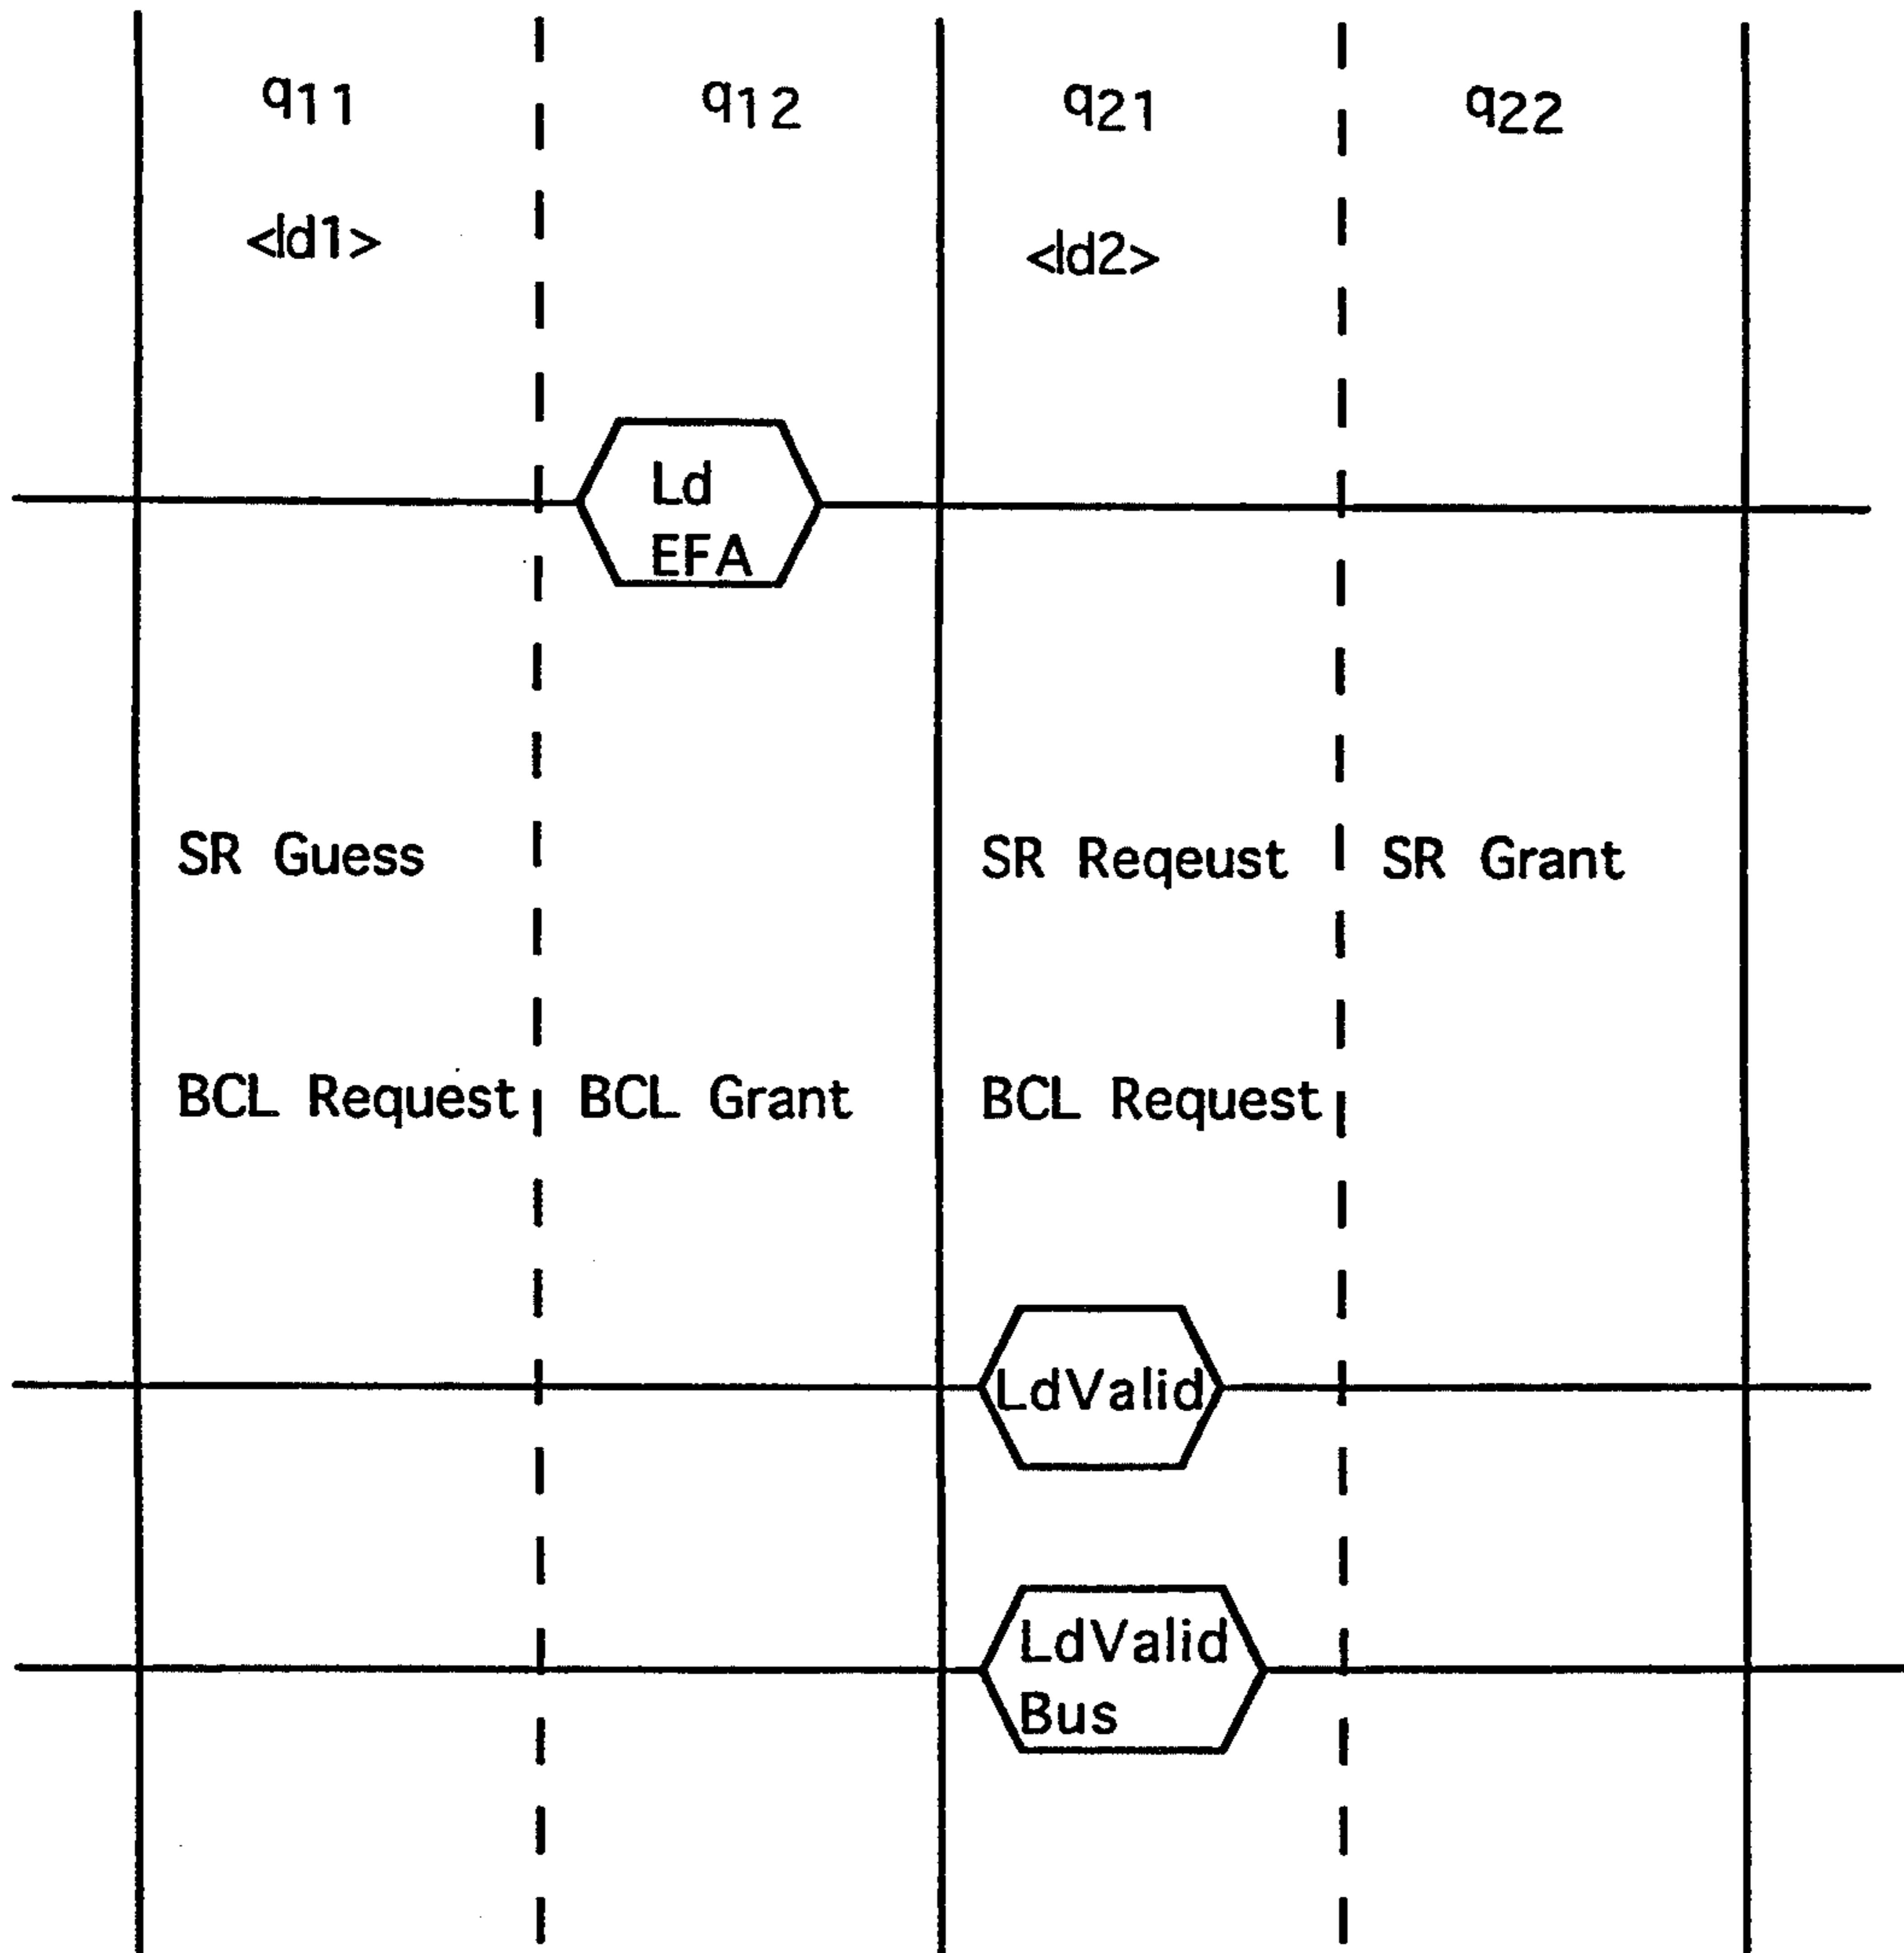 q11 q12 q21 q22
<ld1> <ld2>
Ld
EFA
SR Guess SR Reqeust SR Grant
BCL Request BCL Grant BCL Request
LdValid
LdValid
Bus